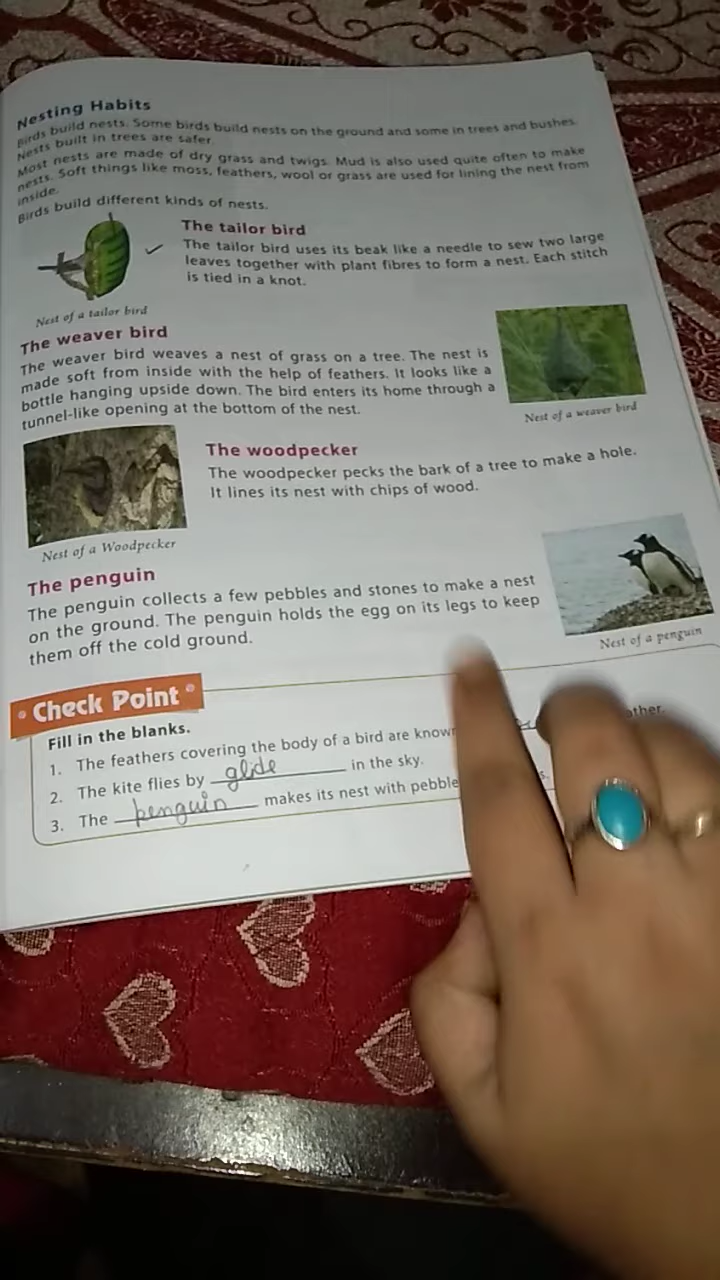 Nesting Habits
Birds build nests. Some birds build nests on the ground and some in trees and bushes.
Nests built in trees are safer.
Most nests are made of dry grass and twigs. Mud is also used quite often to make
nests. Soft things like moss, feathers, wool or grass are used for lining the nest from
inside.
Birds build different kinds of nests.
The tailor bird
The tailor bird uses its beak like a needle to sew two large
leaves together with plant fibres to form a nest. Each stitch
is tied in a knot.
Nest of a tailor bird
The weaver bird
The weaver bird weaves a nest of grass on a tree. The nest is
made soft from inside with the help of feathers. It looks like a
bottle hanging upside down. The bird enters its home through a
tunnel-like opening at the bottom of the nest.
Nest of a weaver bird
The woodpecker
The woodpecker pecks the bark of a tree to make a hole.
It lines its nest with chips of wood.
Nest of a Woodpecker
The penguin
The penguin collects a few pebbles and stones to make a nest
on the ground. The penguin holds the egg on its legs to keep
them off the cold ground.
Nest of a penguin
Check Point
Fill in the blanks.
1. The feathers covering the body of a bird are known
2. The kite flies by glide in the sky.
3. The penguin makes its nest with